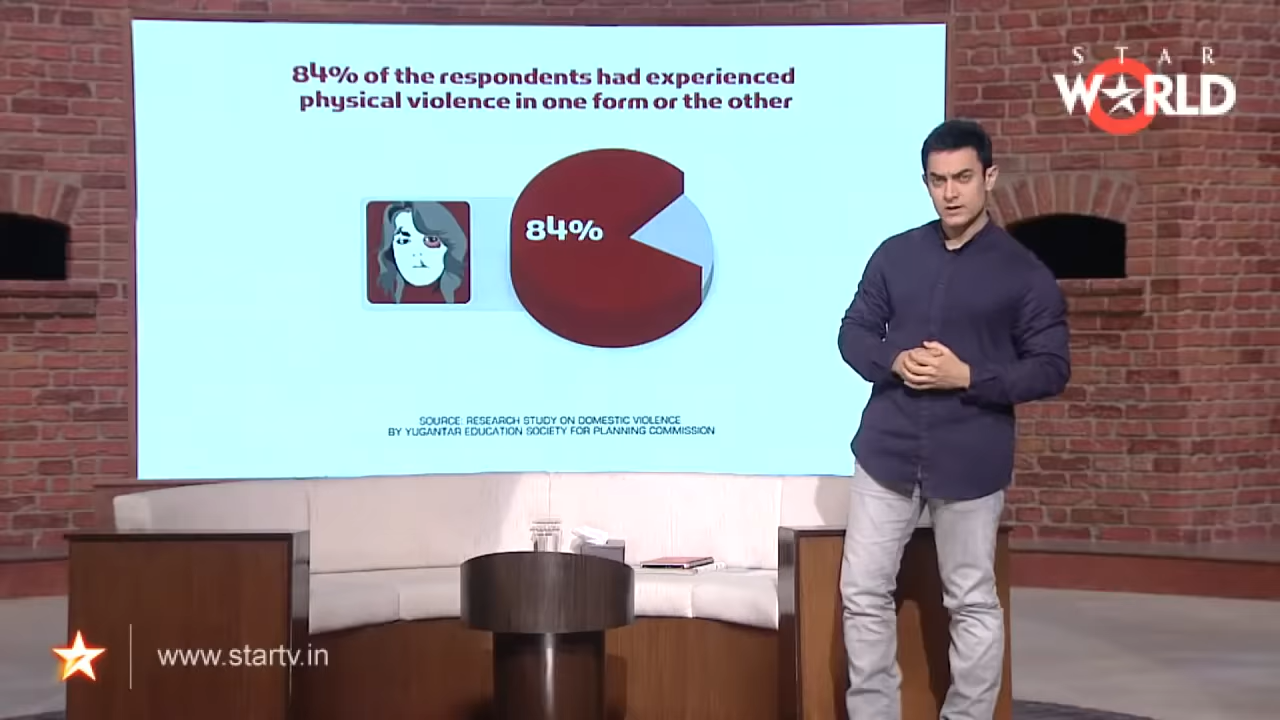 84% of the respondents had experienced
physical violence in one form or the other
84%
SOURCE: RESEARCH STUDY ON DOMESTIC VIOLENCE
BY YUGANTAR EDUCATION SOCIETY FOR PLANNING COMMISSION
STAR
WORLD
www.startv.in